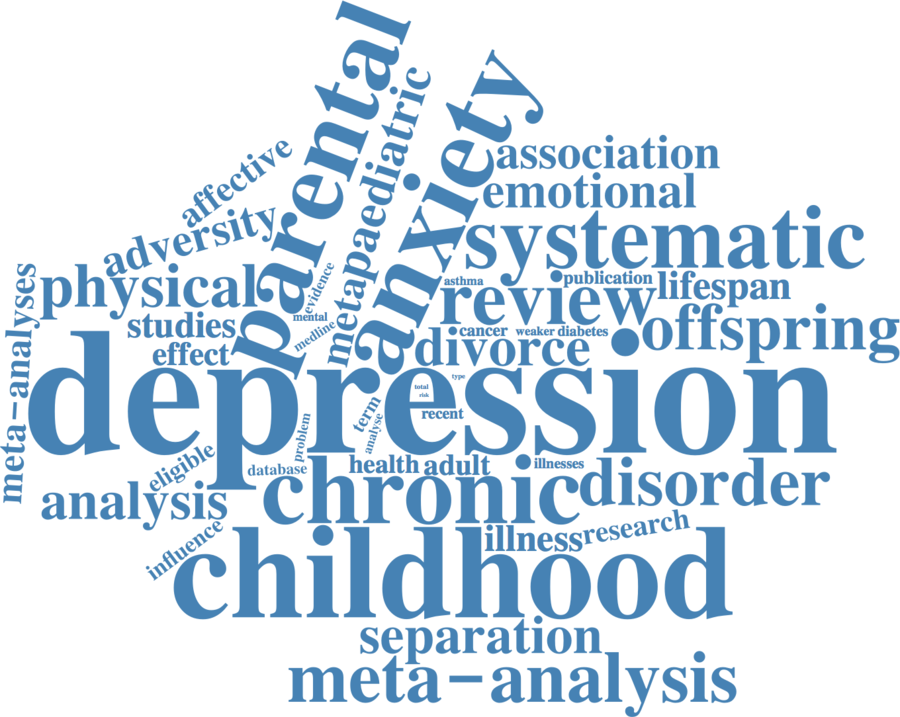 parental
metapaediatric
anxiety
affective
adversity
association
emotional
systematic
physical
evidence
asthma
publication
lifespan
review
mental
medline
meta-analyses
studies
effect
cancer
weaker
diabetes
offspring
divorce
depression
type
total
risk
recent
term
analyse
problem
eligible
database
health
adult
illnesses
analysis
chronic
disorder
influence
illness
research
childhood
separation
meta-analysis